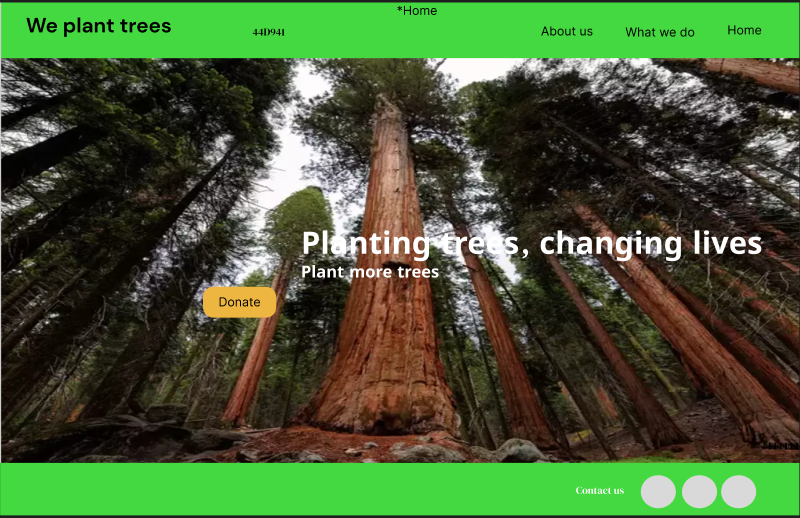 *Home
We plant trees
44D941
About us
What we do
Home
Planting trees, changing lives
Plant more trees
Donate
Contact us